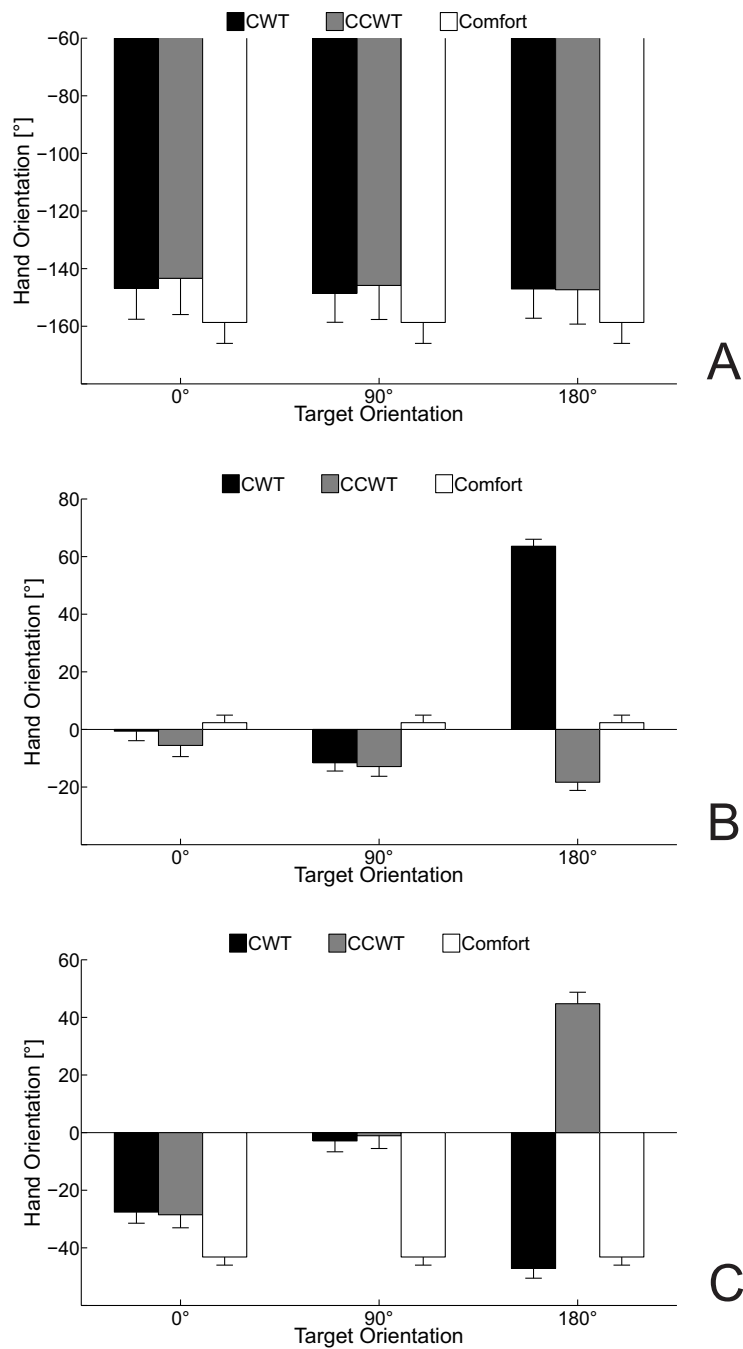 CWT CCWT Comfort
−60
−80
−100
−120
−140
−160
Hand Orientation [°]
0° 90° 180°
Target Orientation
A
CWT CCWT Comfort
80
60
40
20
0
−20
Hand Orientation [°]
0° 90° 180°
Target Orientation
B
CWT CCWT Comfort
60
40
20
0
−20
−40
Hand Orientation [°]
0° 90° 180°
Target Orientation
C